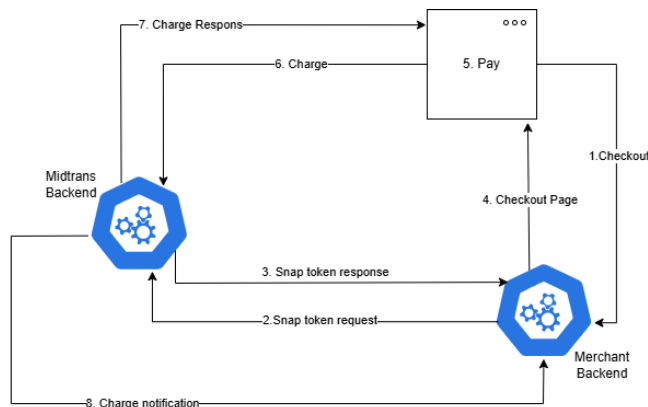 7. Charge Respons
6. Charge
5. Pay
1.Checkout
Midtrans
Backend
4. Checkout Page
3. Snap token response
2.Snap token request
Merchant
Backend
8. Charge notification